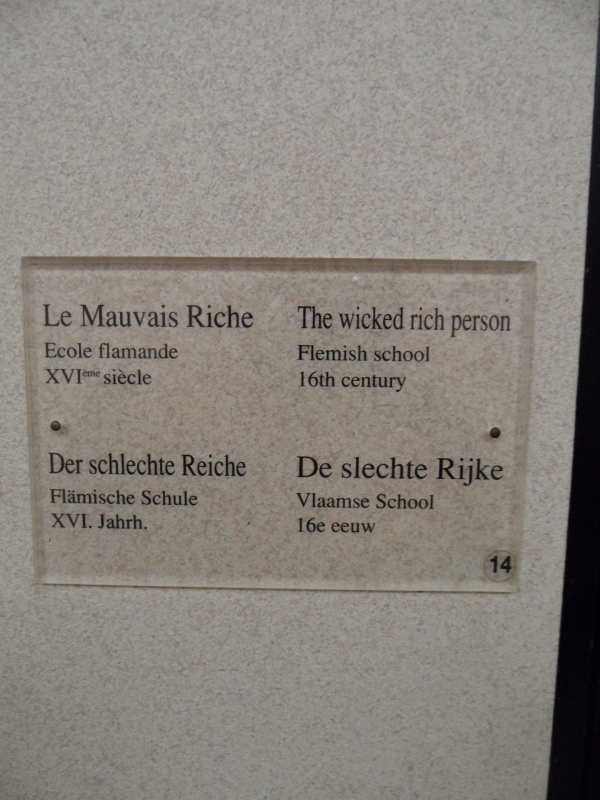 Le Mauvais Riche
Ecole flamande
XVIème siècle
The wicked rich person
Flemish school
16th century
Der schlechte Reiche
Flämische Schule
XVI. Jahrh.
De slechte Rijke
Vlaamse School
16e eeuw
14